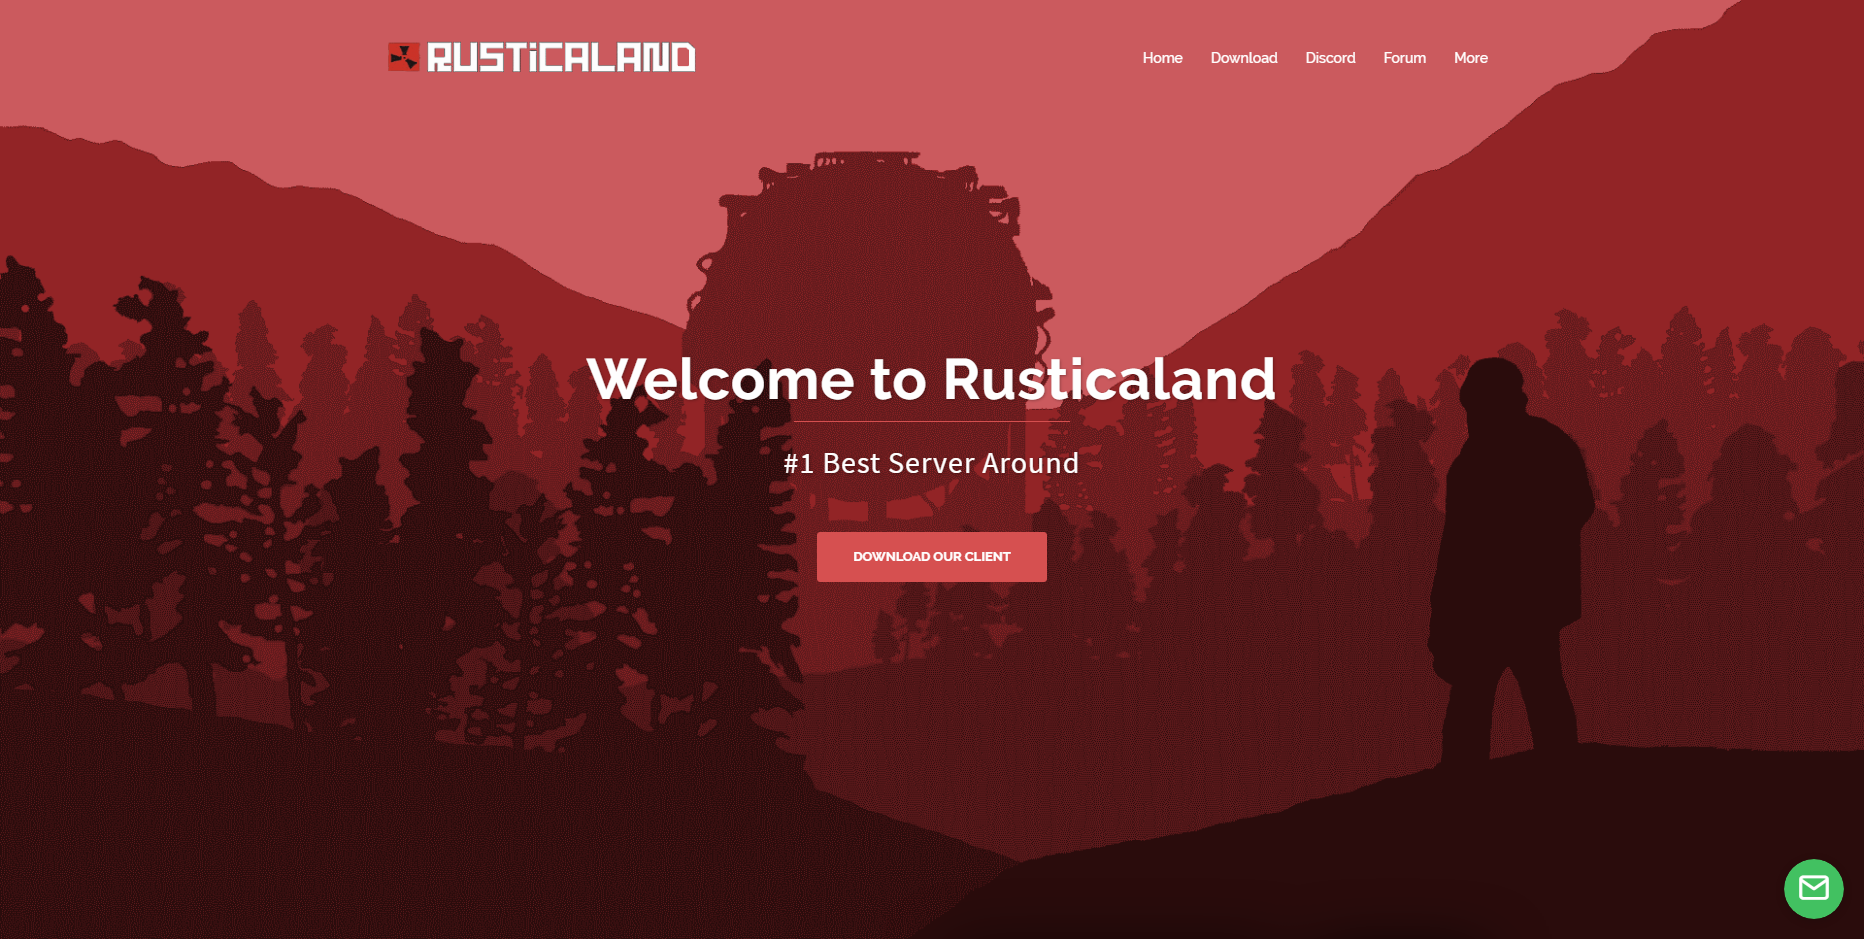 RUSTiCALAND
Home Download Discord Forum More
Welcome to Rusticaland
#1 Best Server Around
DOWNLOAD OUR CLIENT